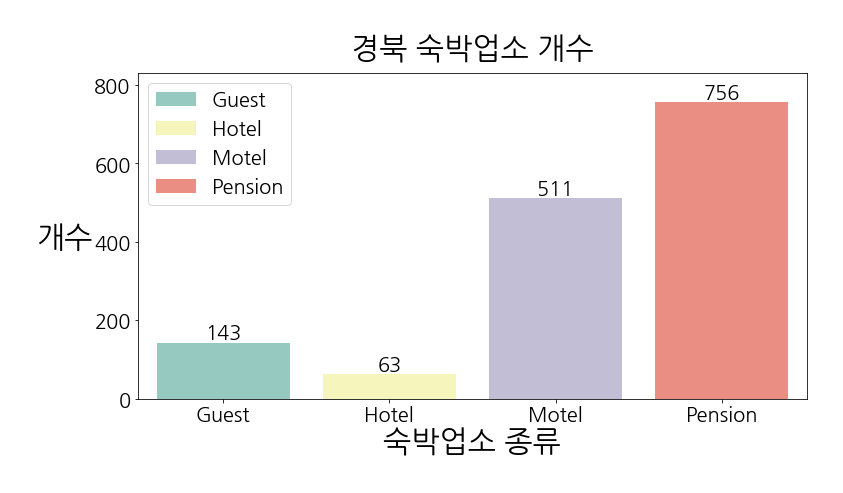 경북 숙박업소 개수
개수
800
600
400
200
0
Guest
Hotel
Motel
Pension
143
63
511
756
Guest Hotel Motel Pension
숙박업소 종류